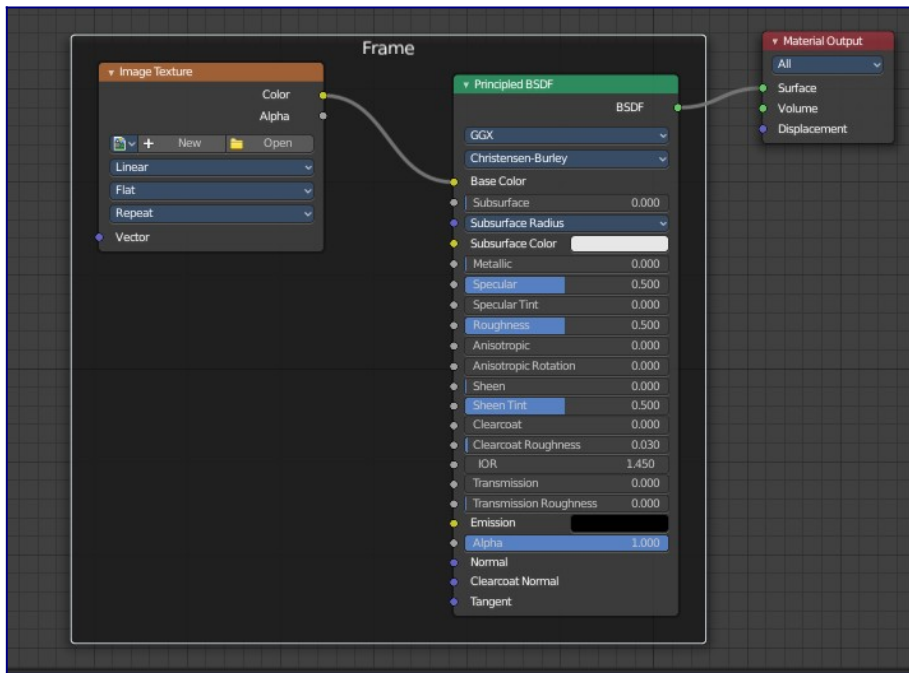 Frame
Image Texture
Color
Alpha
New Open
Linear
Flat
Repeat
Vector
Principled BSDF
BSDF
GGX
Christensen-Burley
Base Color
Subsurface 0.000
Subsurface Radius
Subsurface Color
Metallic 0.000
Specular 0.500
Specular Tint 0.000
Roughness 0.500
Anisotropic 0.000
Anisotropic Rotation 0.000
Sheen 0.000
Sheen Tint 0.500
Clearcoat 0.000
Clearcoat Roughness 0.030
IOR 1.450
Transmission 0.000
Transmission Roughness 0.000
Emission
Alpha 1.000
Normal
Clearcoat Normal
Tangent
Material Output
All
Surface
Volume
Displacement